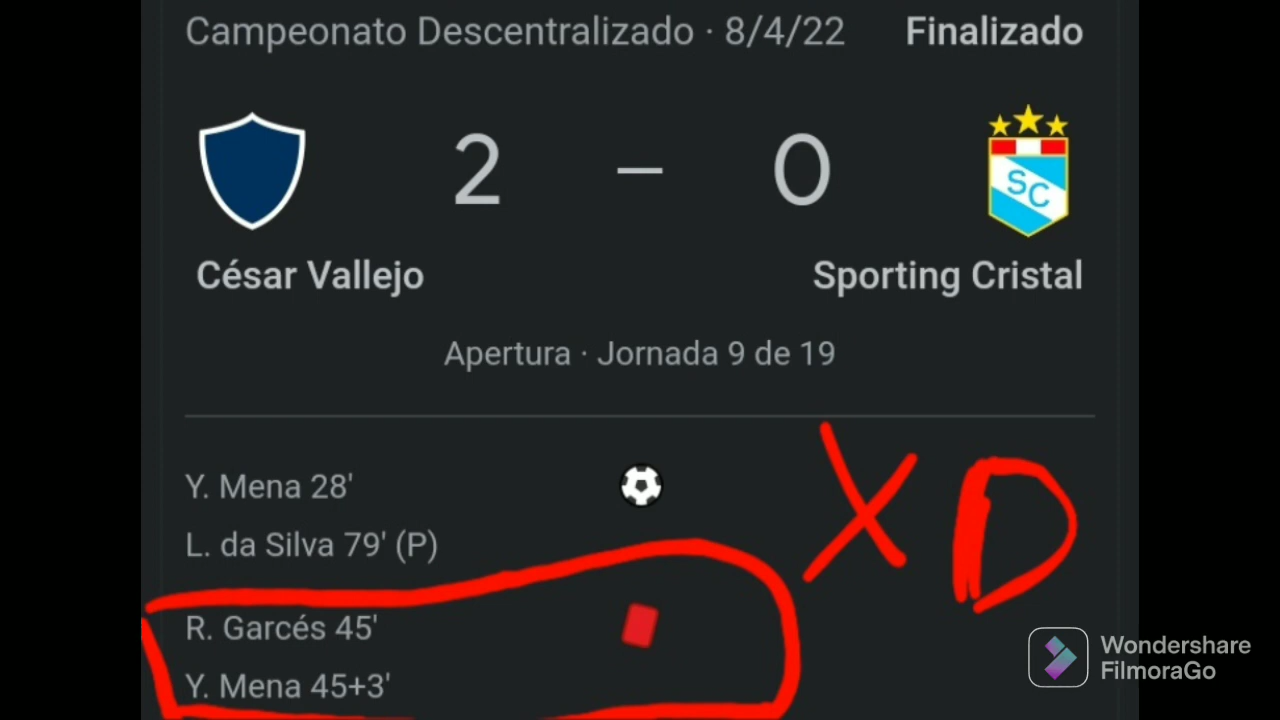 Campeonato Descentralizado · 8/4/22 Finalizado
2 – 0
SC
César Vallejo Sporting Cristal
Apertura · Jornada 9 de 19
Y. Mena 28'
L. da Silva 79' (P)
XD
R. Garcés 45'
Y. Mena 45+3'
Wondershare
FilmoraGo